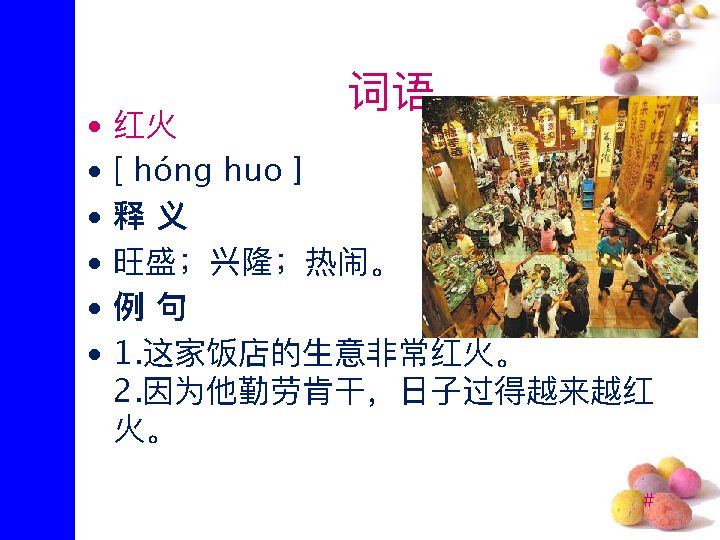 词语
• 红火
• [ hóng huo ]
• 释 义
• 旺盛；兴隆；热闹。
• 例 句
• 1.这家饭店的生意非常红火。
2.因为他勤劳肯干，日子过得越来越红
火。
#